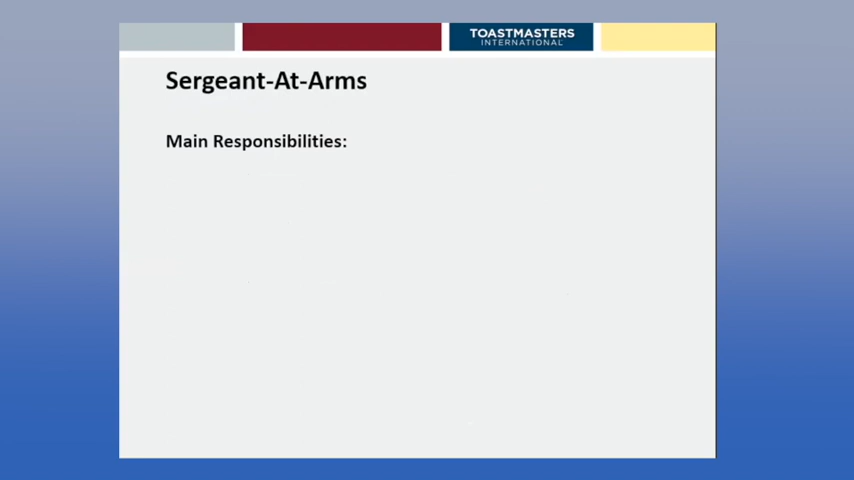 TOASTMASTERS
INTERNATIONAL
Sergeant-At-Arms
Main Responsibilities: